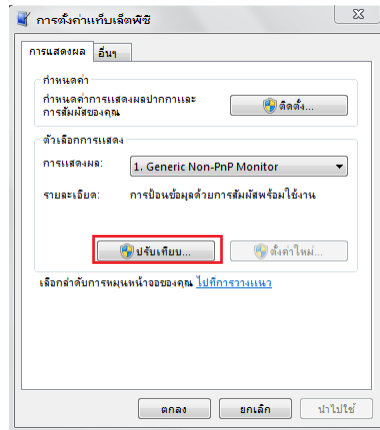 การตั้งค่าแท็บเล็ตพีซี
การแสดงผล อื่นๆ
กำหนดค่า
กำหนดค่าการแสดงผลปากกาและ
การสัมผัสของคุณ
ติดตั้ง...
ตัวเลือกการแสดง
การแสดงผล: 1. Generic Non-PnP Monitor
รายละเอียด: การป้อนข้อมูลด้วยการสัมผัสพร้อมใช้งาน
ปรับเทียบ... ตั้งค่าใหม่...
เลือกลำดับการหมุนหน้าจอของคุณ ไปที่การวางแนว
ตกลง ยกเลิก นำไปใช้